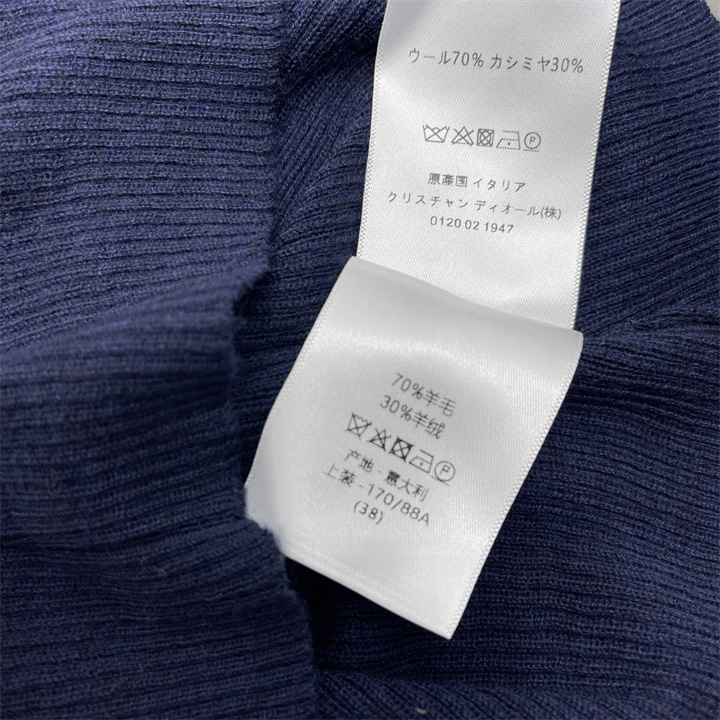 ウール70% カシミヤ30%
原產国 イタリア
クリスチャン ディオール(株)
0120 02 1947
70%羊毛
30%羊绒
产地 - 意大利
上装 -170/88A
(38)